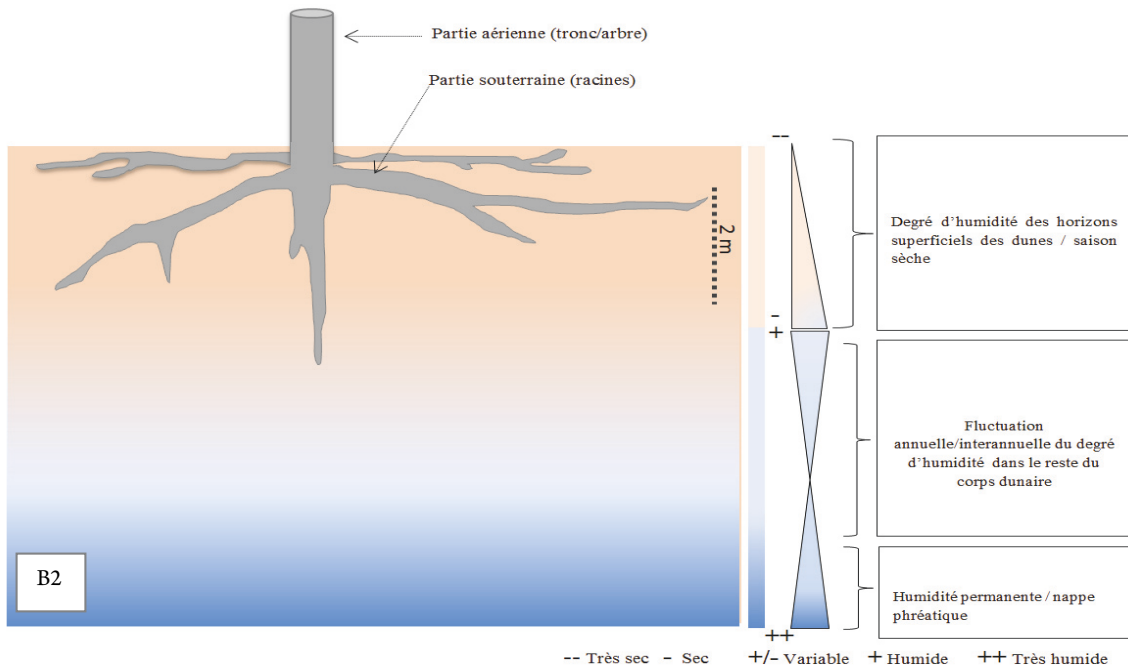 Partie aérienne (tronc/arbre)
Partie souterraine (racines)
--
2 m
Degré d'humidité des horizons
superficiels des dunes / saison
sèche
-
+
Fluctuation
annuelle/interannuelle du degré
d'humidité dans le reste du
corps dunaire
B2
Humidité permanente / nappe
phréatique
++
-- Très sec - Sec +/- Variable + Humide ++ Très humide